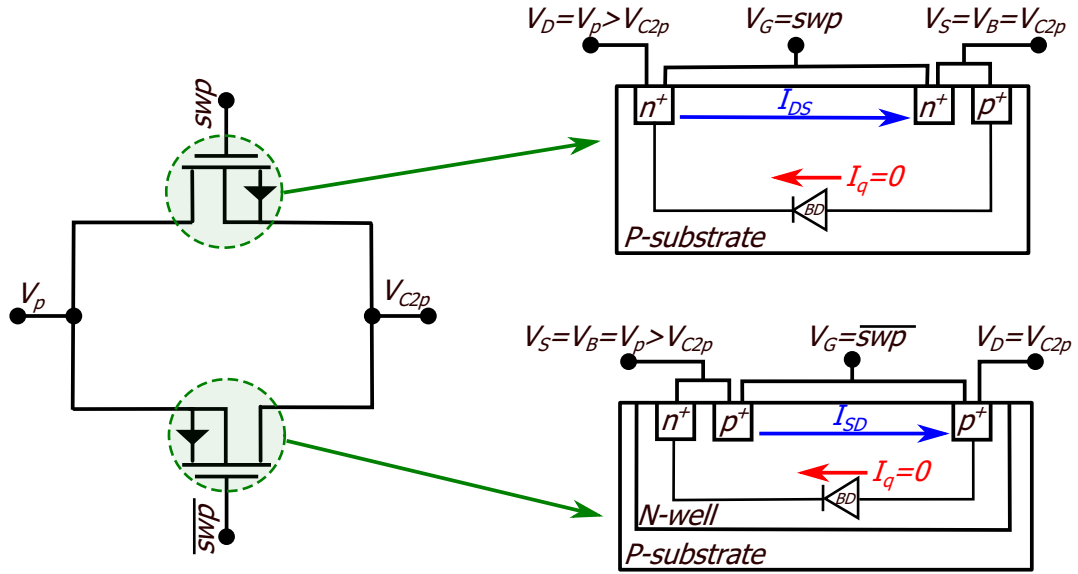 swp
V_p
V_C2p
swp
V_D=V_p>V_C2p
V_G=swp
V_S=V_B=V_C2p
n+
I_DS
n+
p+
I_q=0
BD
P-substrate
V_S=V_B=V_p>V_C2p
V_G=s̅w̅p̅
V_D=V_C2p
n+
p+
I_SD
p+
I_q=0
BD
N-well
P-substrate